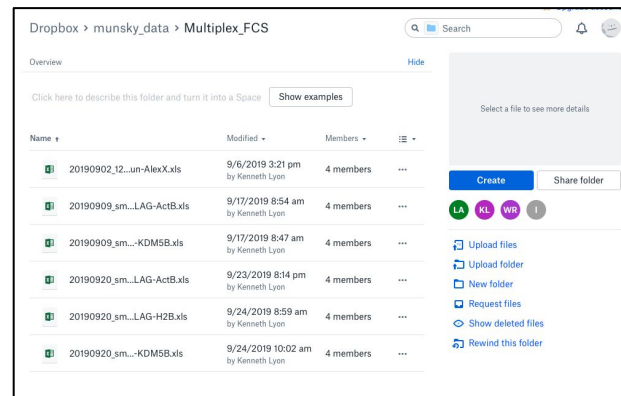 Dropbox > munsky_data > Multiplex_FCS
Search
Overview
Hide
Click here to describe this folder and turn it into a Space
Show examples
Select a file to see more details
Name ↑
Modified
Members
20190902_12...un-AlexX.xls
9/6/2019 3:21 pm
by Kenneth Lyon
4 members
20190909_sm...LAG-ActB.xls
9/17/2019 8:54 am
by Kenneth Lyon
4 members
20190909_sm...-KDM5B.xls
9/17/2019 8:47 am
by Kenneth Lyon
4 members
20190920_sm...LAG-ActB.xls
9/23/2019 8:14 pm
by Kenneth Lyon
4 members
20190920_sm...LAG-H2B.xls
9/24/2019 8:59 am
by Kenneth Lyon
4 members
20190920_sm...-KDM5B.xls
9/24/2019 10:02 am
by Kenneth Lyon
4 members
Create
Share folder
LA KL WR I
Upload files
Upload folder
New folder
Request files
Show deleted files
Rewind this folder